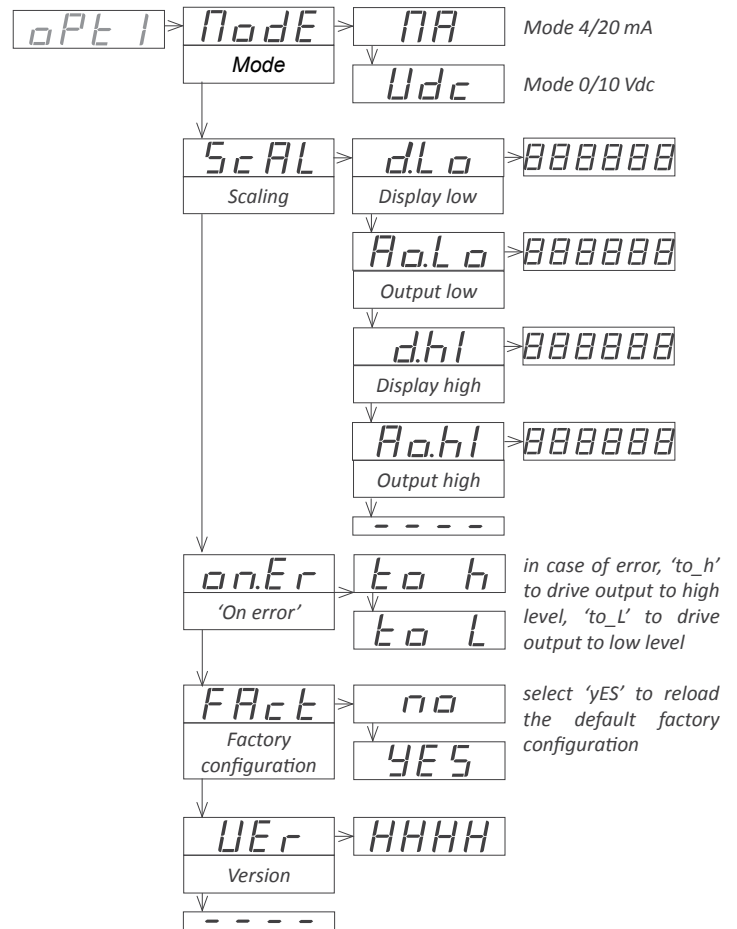 oPt 1
ModE
MA
Mode 4/20 mA
Mode
Udc
Mode 0/10 Vdc
ScAL
d.Lo
888888
Scaling
Display low
Ao.Lo
888888
Output low
d.hI
888888
Display high
Ao.hI
888888
Output high
- - - -
on.Er
to h
‘On error’
to L
in case of error, ‘to_h’
to drive output to high
level, ‘to_L’ to drive
output to low level
FAct
no
Factory
configuration
yES
select ‘yES’ to reload
the default factory
configuration
VEr
HHHH
Version
- - - -